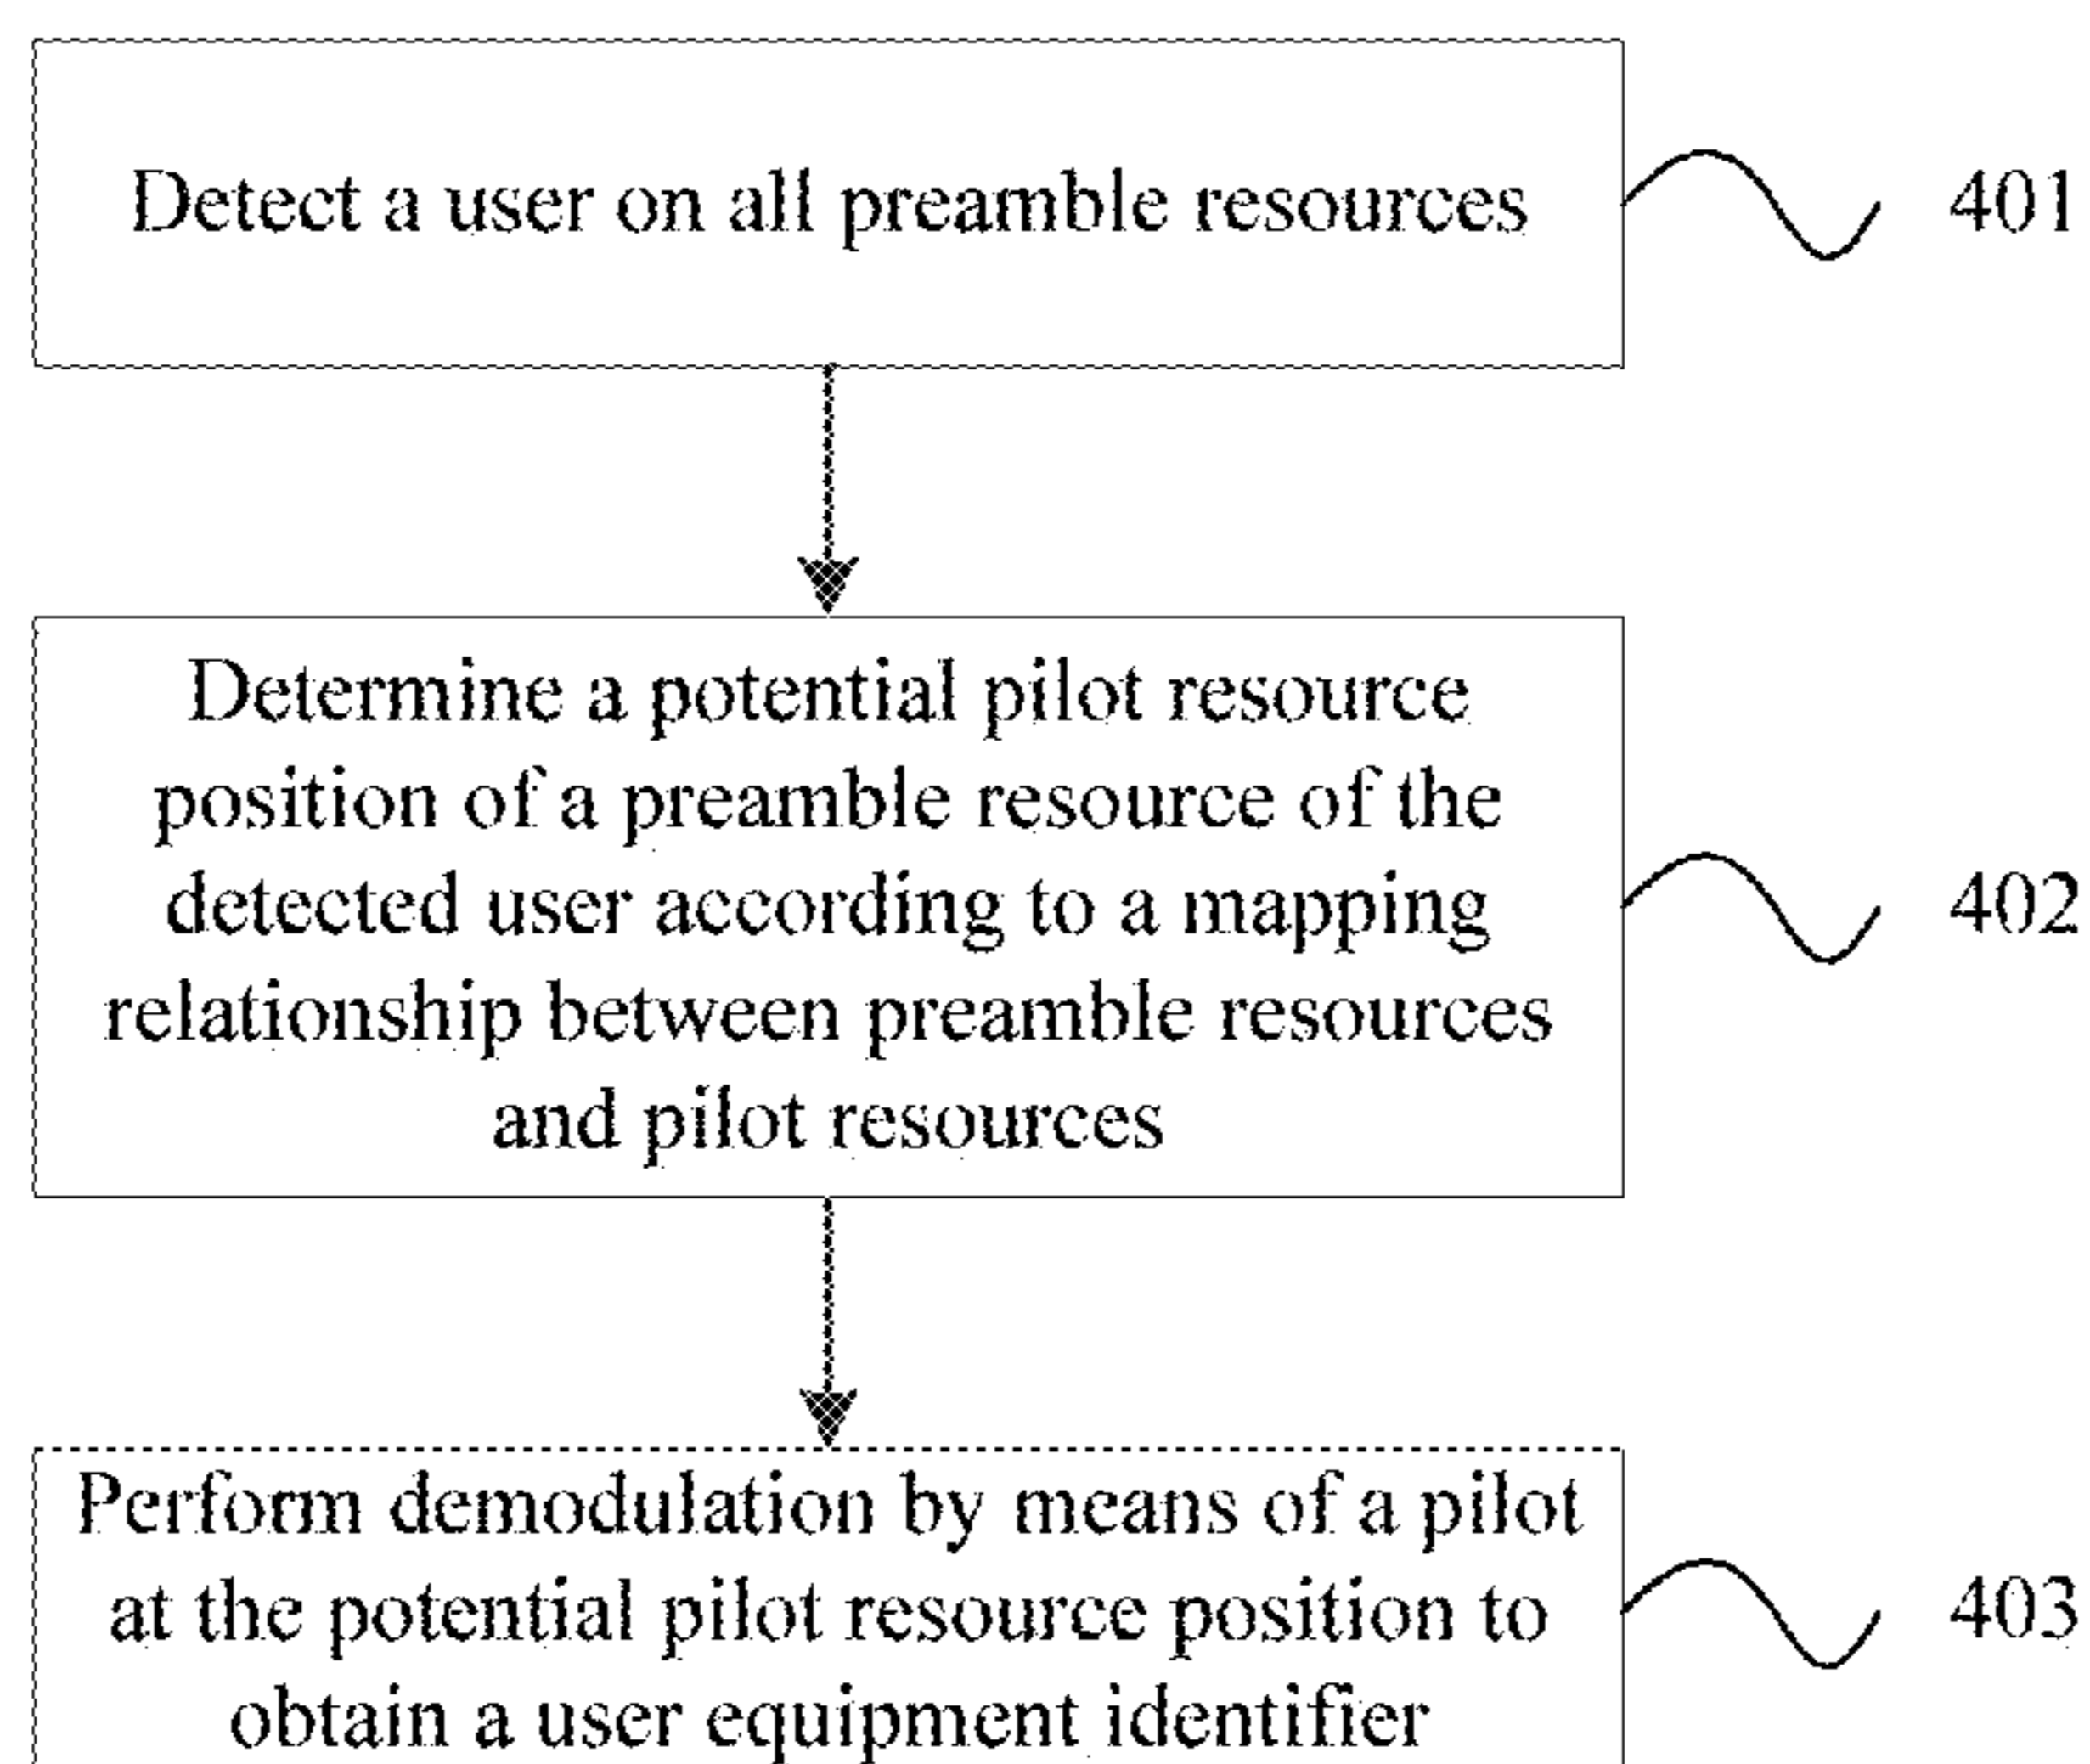 Detect a user on all preamble resources
401
Determine a potential pilot resource
position of a preamble resource of the
detected user according to a mapping
relationship between preamble resources
and pilot resources
402
Perform demodulation by means of a pilot
at the potential pilot resource position to
obtain a user equipment identifier
403